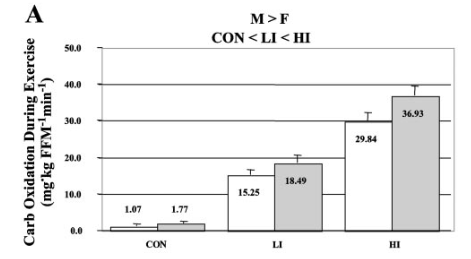 A
M > F
CON < LI < HI
Carb Oxidation During Exercise
(mg·kg FFM⁻¹min⁻¹)
50.0
40.0
30.0
20.0
10.0
0.0
1.07
1.77
15.25
18.49
29.84
36.93
CON
LI
HI